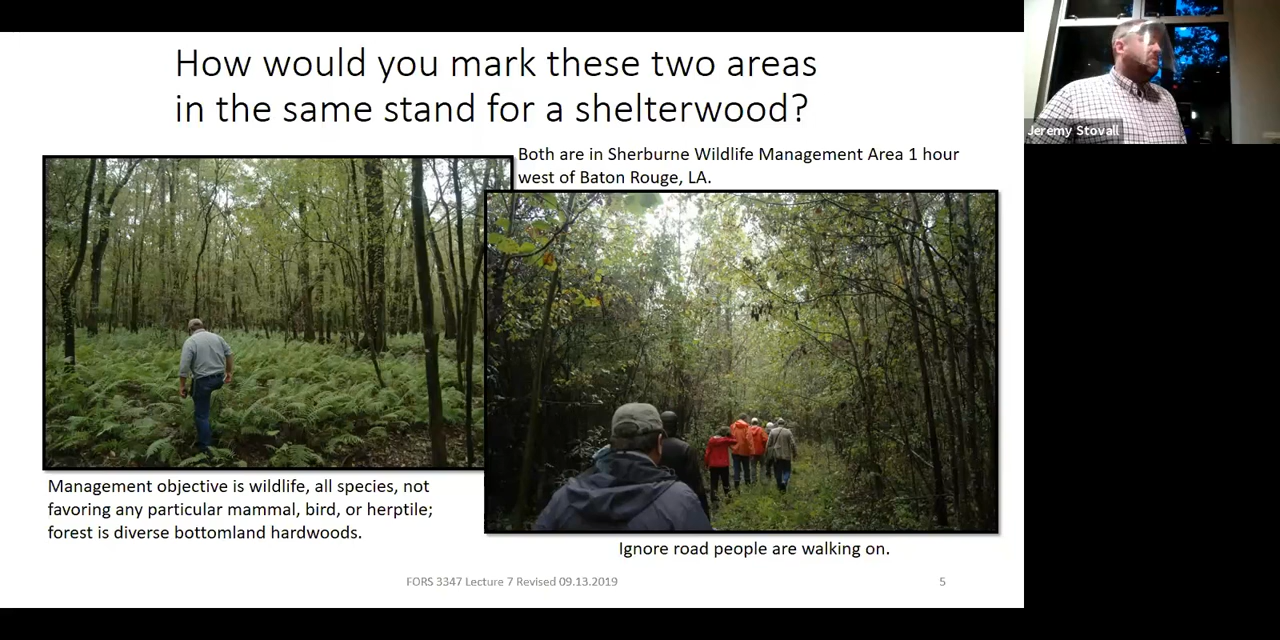 How would you mark these two areas
in the same stand for a shelterwood?
Both are in Sherburne Wildlife Management Area 1 hour
west of Baton Rouge, LA.
Management objective is wildlife, all species, not
favoring any particular mammal, bird, or herptile;
forest is diverse bottomland hardwoods.
Ignore road people are walking on.
FORS 3347 Lecture 7 Revised 09.13.2019
5
Jeremy Stovall